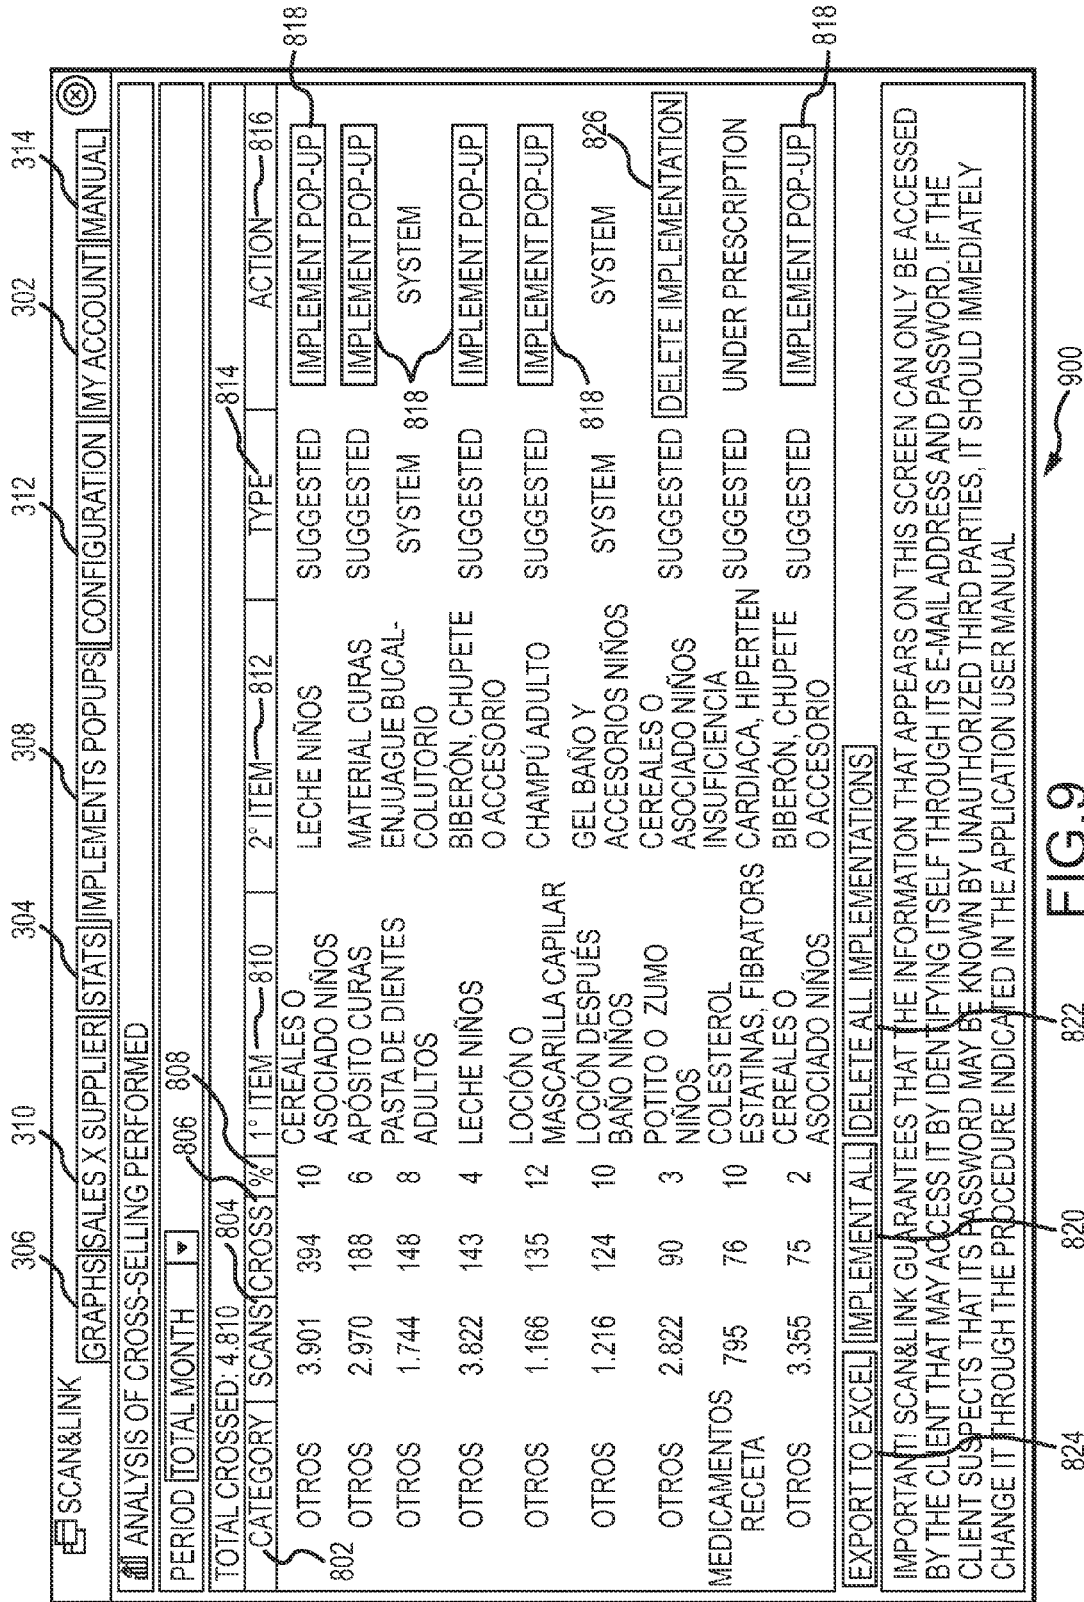 306 310 304 308 312 302 314
SCAN&LINK
GRAPHS SALES X SUPPLIER STATS IMPLEMENTS POPUPS CONFIGURATION MY ACCOUNT MANUAL
ANALYSIS OF CROSS-SELLING PERFORMED
PERIOD TOTAL MONTH
806 808
TOTAL CROSSED: 4.810 804 814
CATEGORY SCANS CROSS % 1° ITEM 810 2° ITEM 812 TYPE ACTION 816
802
OTROS 3.901 394 10 CEREALES O LECHE NIÑOS SUGGESTED IMPLEMENT POP-UP 818
ASOCIADO NIÑOS
OTROS 2.970 188 6 APÓSITO CURAS MATERIAL CURAS SUGGESTED IMPLEMENT POP-UP
OTROS 1.744 148 8 PASTA DE DIENTES ENJUAGUE BUCAL- SYSTEM SYSTEM
ADULTOS COLUTORIO
818
OTROS 3.822 143 4 LECHE NIÑOS BIBERÓN, CHUPETE SUGGESTED IMPLEMENT POP-UP
O ACCESORIO
OTROS 1.166 135 12 LOCIÓN O CHAMPÚ ADULTO SUGGESTED IMPLEMENT POP-UP
MASCARILLA CAPILAR
818
OTROS 1.216 124 10 LOCIÓN DESPUÉS GEL BAÑO Y SYSTEM SYSTEM
BAÑO NIÑOS ACCESORIOS NIÑOS
826
OTROS 2.822 90 3 POTITO O ZUMO CEREALES O SUGGESTED DELETE IMPLEMENTATION
NIÑOS ASOCIADO NIÑOS
MEDICAMENTOS 795 76 10 COLESTEROL INSUFICIENCIA SUGGESTED UNDER PRESCRIPTION
RECETA ESTATINAS, FIBRATORS CARDIACA, HIPERTEN
OTROS 3.355 75 2 CEREALES O BIBERÓN, CHUPETE SUGGESTED IMPLEMENT POP-UP 818
ASOCIADO NIÑOS O ACCESORIO
EXPORT TO EXCEL IMPLEMENT ALL DELETE ALL IMPLEMENTATIONS
IMPORTANT! SCAN&LINK GUARANTEES THAT THE INFORMATION THAT APPEARS ON THIS SCREEN CAN ONLY BE ACCESSED
BY THE CLIENT THAT MAY ACCESS IT BY IDENTIFYING ITSELF THROUGH ITS E-MAIL ADDRESS AND PASSWORD. IF THE
CLIENT SUSPECTS THAT ITS PASSWORD MAY BE KNOWN BY UNAUTHORIZED THIRD PARTIES, IT SHOULD IMMEDIATELY
CHANGE IT THROUGH THE PROCEDURE INDICATED IN THE APPLICATION USER MANUAL
824 820 822
900
FIG.9